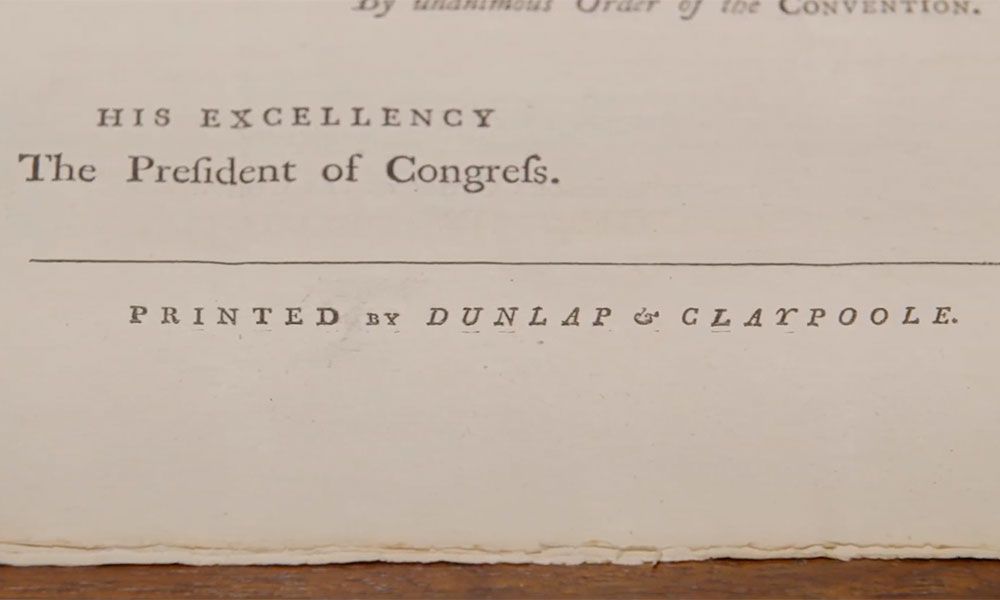 By unanimous Order of the CONVENTION.
HIS EXCELLENCY
The Preſident of Congreſs.
PRINTED BY DUNLAP & CLAYPOOLE.